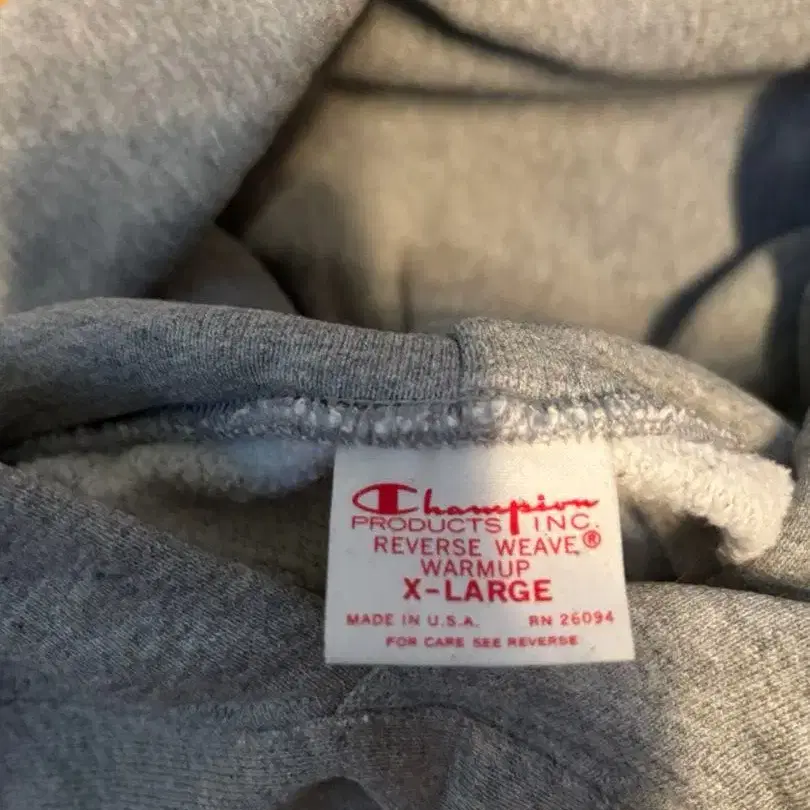 Champion
PRODUCTS INC.
REVERSE WEAVE®
WARMUP
X-LARGE
MADE IN U.S.A. RN 26094
FOR CARE SEE REVERSE